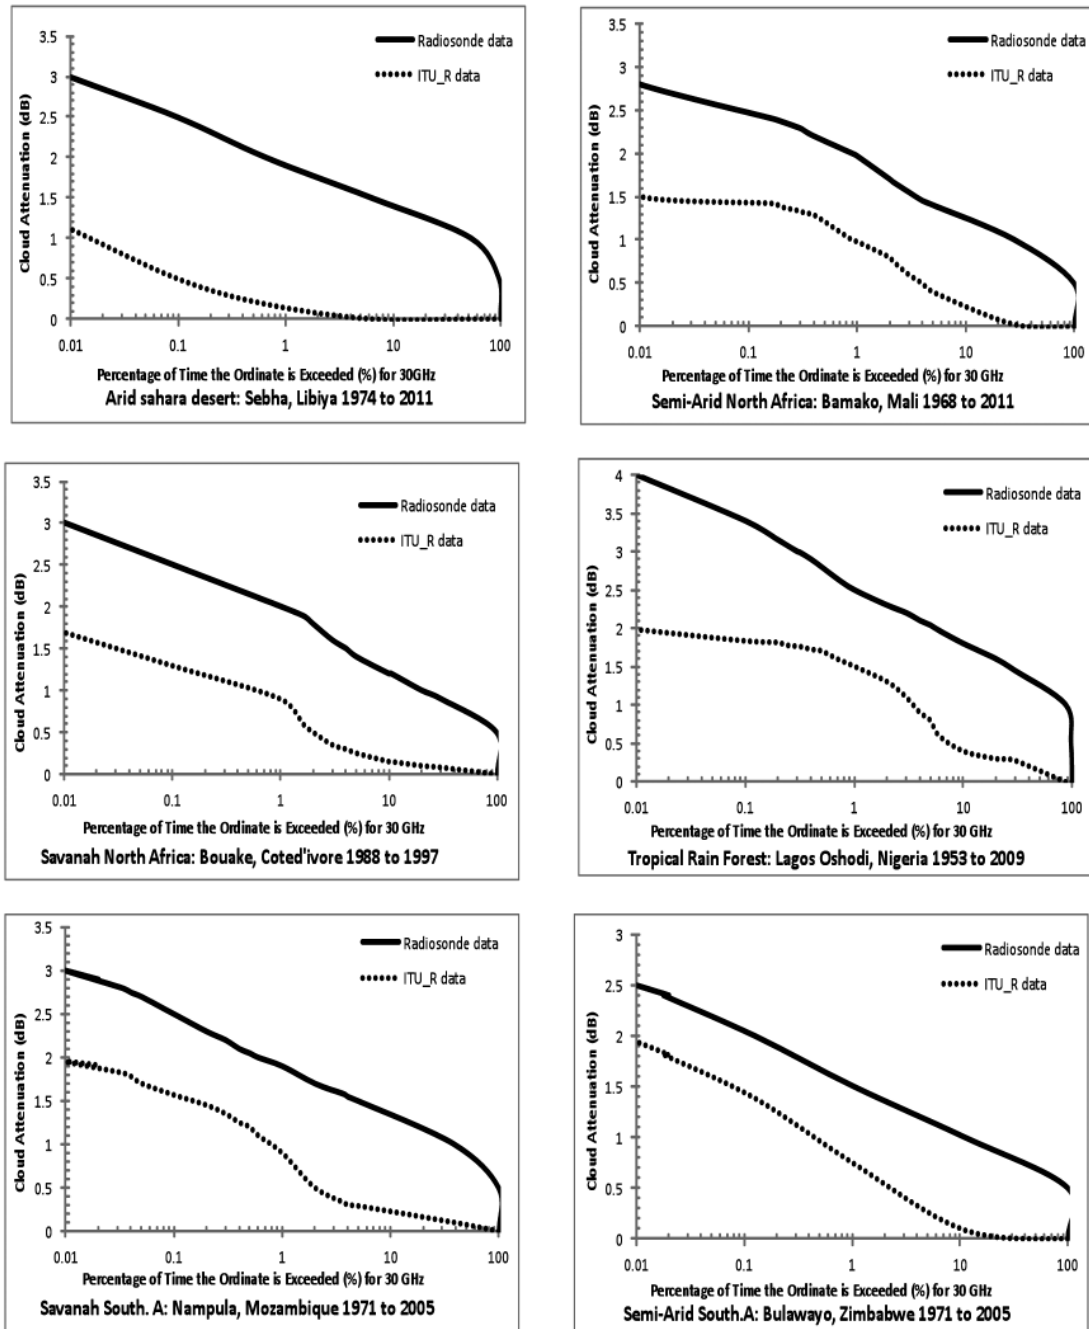 3.5
Radiosonde data
ITU_R data
3
2.5
2
1.5
1
0.5
0
Cloud Attenuation (dB)
0.01 0.1 1 10 100
Percentage of Time the Ordinate is Exceeded (%) for 30GHz
Arid sahara desert: Sebha, Libiya 1974 to 2011
3.5
Radiosonde data
ITU_R data
3
2.5
2
1.5
1
0.5
0
Cloud Attenuation (dB)
0.01 0.1 1 10 100
Percentage of Time the Ordinate is Exceeded (%) for 30 GHz
Semi-Arid North Africa: Bamako, Mali 1968 to 2011
3.5
Radiosonde data
ITU_R data
3
2.5
2
1.5
1
0.5
0
Cloud Attenuation (dB)
0.01 0.1 1 10 100
Percentage of Time the Ordinate is Exceeded (%) for 30 GHz
Savanah North Africa: Bouake, Coted'ivore 1988 to 1997
4
Radiosonde data
ITU_R data
3.5
3
2.5
2
1.5
1
0.5
0
Cloud Attenuation (dB)
0.01 0.1 1 10 100
Percentage of Time the Ordinate is Exceeded (%) for 30 GHz
Tropical Rain Forest: Lagos Oshodi, Nigeria 1953 to 2009
3.5
Radiosonde data
ITU_R data
3
2.5
2
1.5
1
0.5
0
Cloud Attenuation (dB)
0.01 0.1 1 10 100
Percentage of Time the Ordinate is Exceeded (%) for 30 GHz
Savanah South. A: Nampula, Mozambique 1971 to 2005
3
Radiosonde data
ITU_R data
2.5
2
1.5
1
0.5
0
Cloud Attenuation (dB)
0.01 0.1 1 10 100
Percentage of Time the Ordinate is Exceeded (%) for 30 GHz
Semi-Arid South.A: Bulawayo, Zimbabwe 1971 to 2005